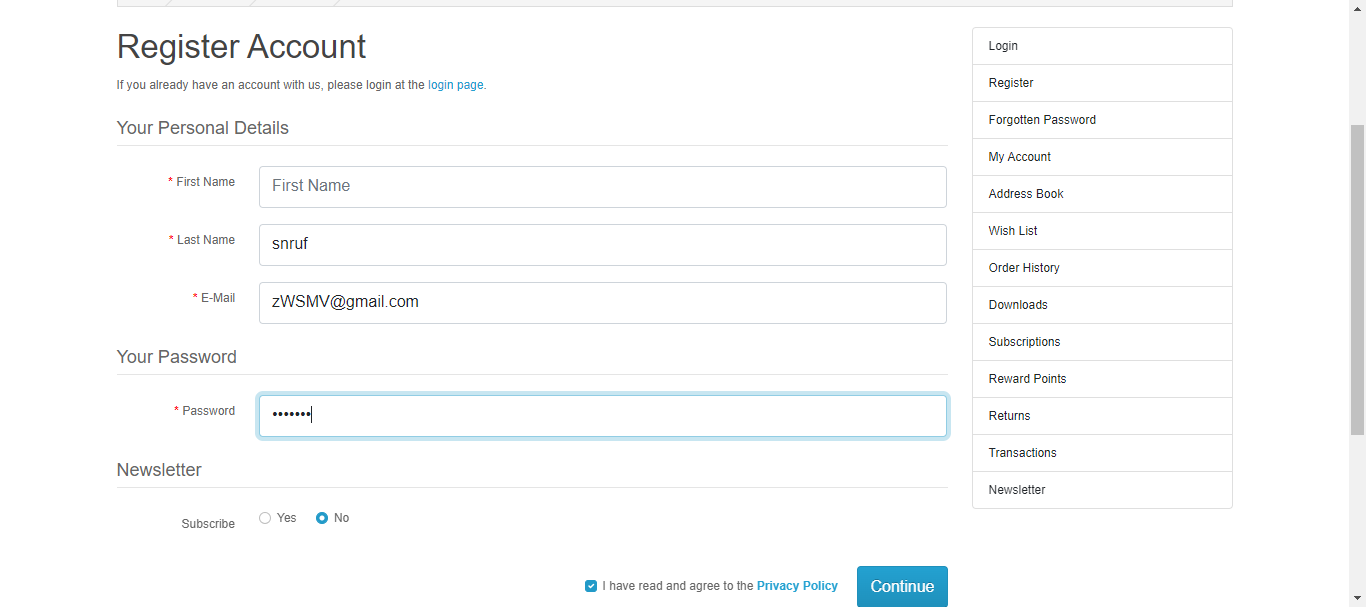 Register Account
If you already have an account with us, please login at the login page.
Your Personal Details
* First Name
First Name
* Last Name
snruf
* E-Mail
zWSMV@gmail.com
Your Password
* Password
•••••••
Newsletter
Subscribe
Yes
No
I have read and agree to the Privacy Policy
Continue
Login
Register
Forgotten Password
My Account
Address Book
Wish List
Order History
Downloads
Subscriptions
Reward Points
Returns
Transactions
Newsletter